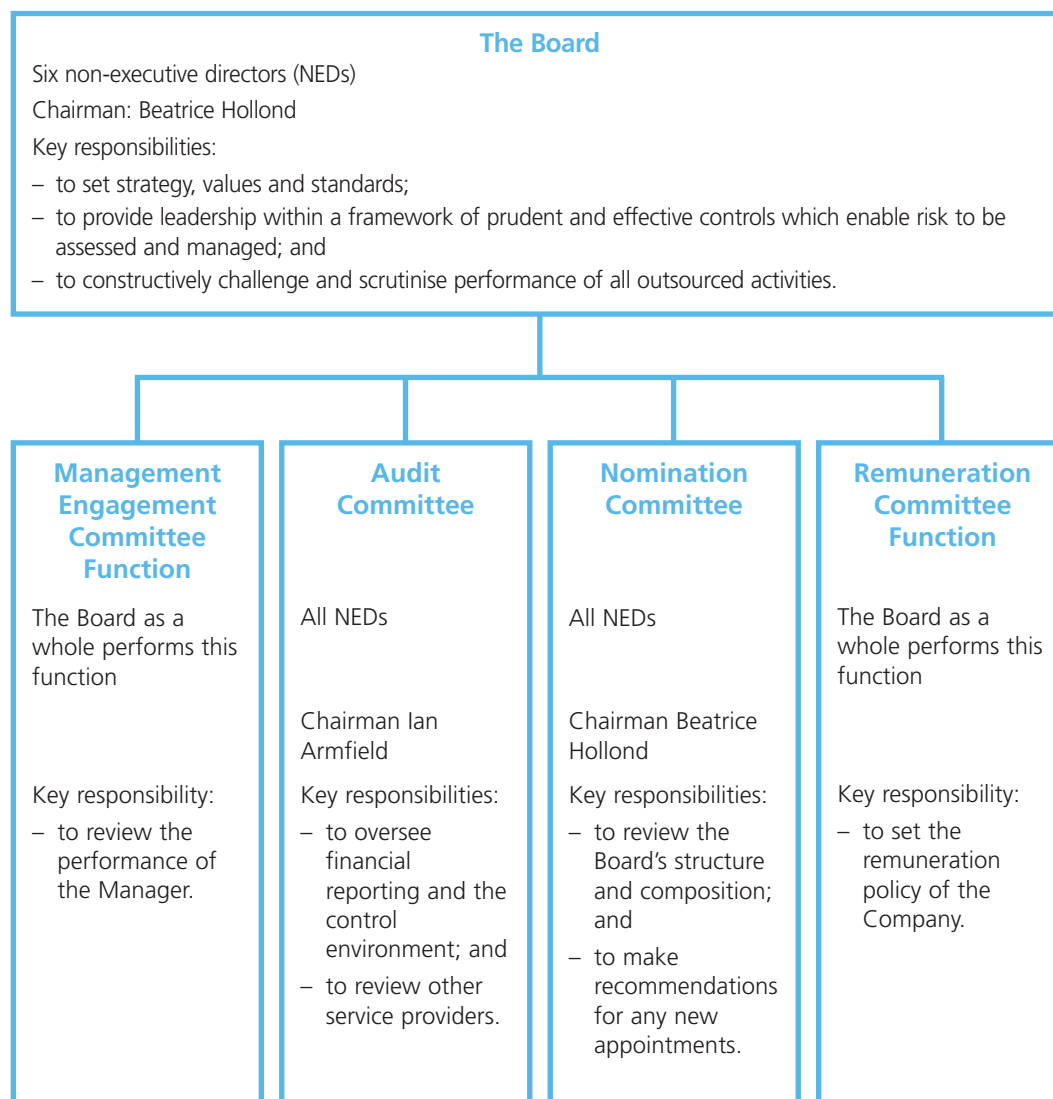 The Board
Six non-executive directors (NEDs)
Chairman: Beatrice Hollond
Key responsibilities:
– to set strategy, values and standards;
– to provide leadership within a framework of prudent and effective controls which enable risk to be
assessed and managed; and
– to constructively challenge and scrutinise performance of all outsourced activities.
Management
Engagement
Committee
Function
The Board as a
whole performs this
function
Key responsibility:
– to review the
performance of
the Manager.
Audit
Committee
All NEDs
Chairman Ian
Armfield
Key responsibilities:
– to oversee
financial
reporting and the
control
environment; and
– to review other
service providers.
Nomination
Committee
All NEDs
Chairman Beatrice
Hollond
Key responsibilities:
– to review the
Board’s structure
and composition;
and
– to make
recommendations
for any new
appointments.
Remuneration
Committee
Function
The Board as a
whole performs this
function
Key responsibility:
– to set the
remuneration
policy of the
Company.